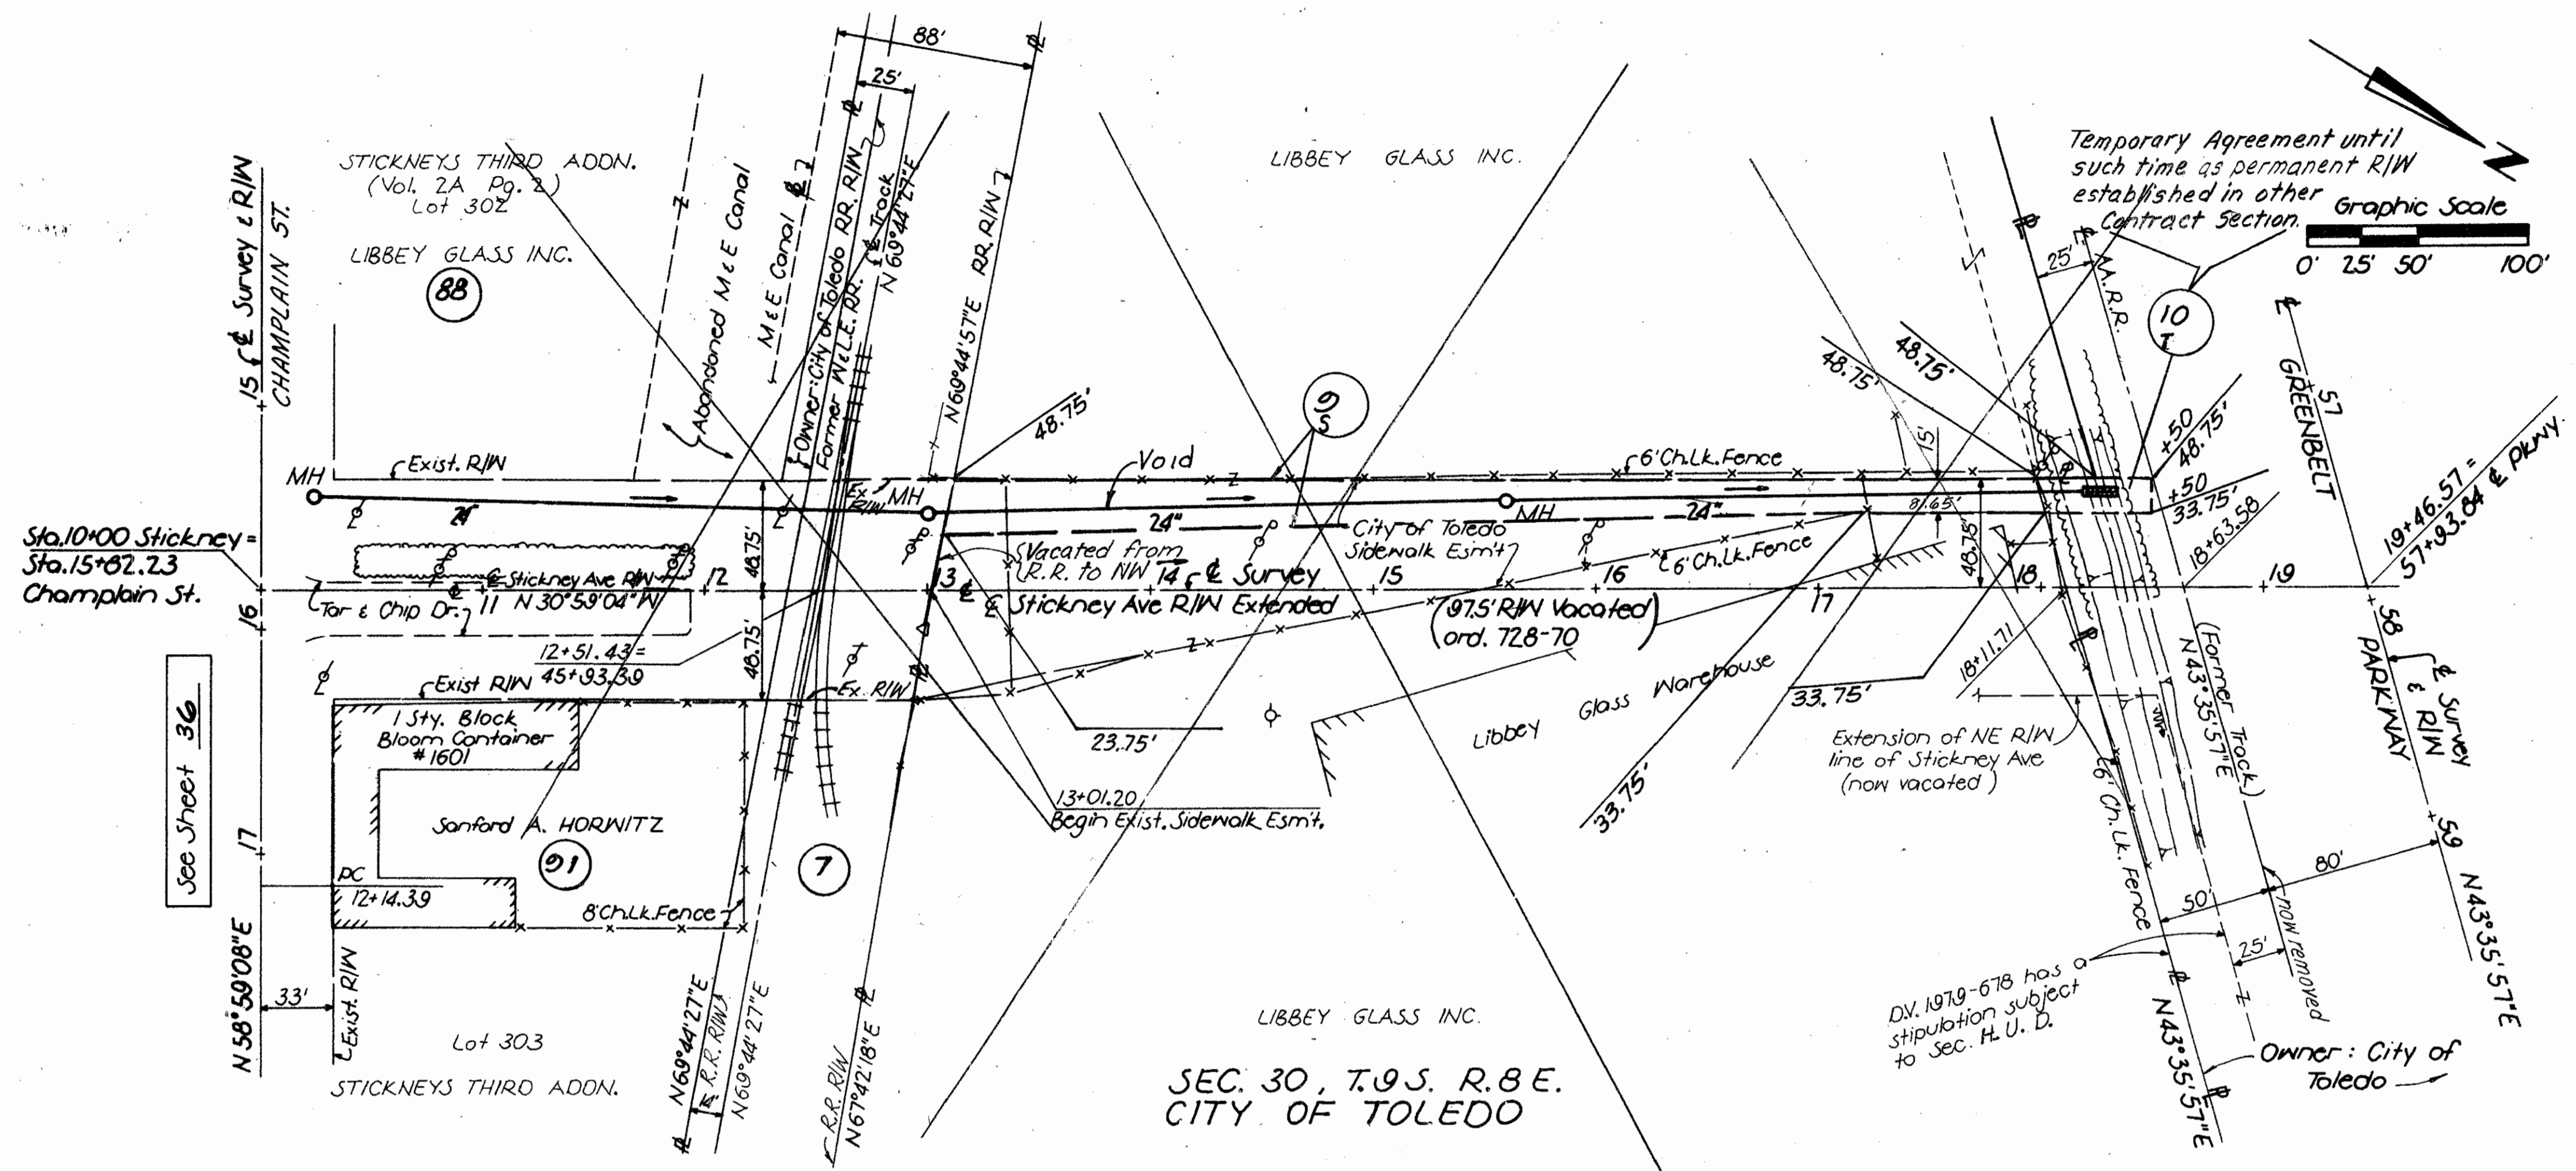 88'
25'
STICKNEYS THIRD ADDN.
(Vol. 2A Pg. 2)
Lot 302
LIBBEY GLASS INC.
88
15
℄ Survey & R/W
CHAMPLAIN ST.
Abandoned M & E Canal
M & E Canal
Owner: City of Toledo RR. R/W
Former W & L.E. RR.
℄ Track
N 69°44'27"E
N69°44'57"E RR. R/W
LIBBEY GLASS INC.
Temporary Agreement until
such time as permanent R/W
established in other
Contract Section.
Graphic Scale
0' 25' 50' 100'
25'
A.A.R.R.
10
T
57
GREENBELT
48.75'
48.75'
48.75'
9
S
15'
+50
48.75'
+50
33.75'
18+63.58
19+46.57 =
57+93.84 ℄ PKWY.
MH
Exist. R/W
Void
6' Ch.Lk. Fence
Ex.
R/W
MH
24"
24"
MH
24"
8.65'
City of Toledo
Sidewalk Esm't
Sta.10+00 Stickney =
Sta.15+82.23
Champlain St.
48.75'
Vacated from
R.R. to NW
6' Ch.Lk. Fence
48.75'
℄ Stickney Ave R/W
Tar & Chip Dr.
11 N 30°59'04"W
12
13
14
℄ Survey
15
16
17
18
19
℄ Stickney Ave R/W Extended
(97.5' R/W Vacated)
(ord. 728-70)
16
12+51.43 =
45+93.39
48.75'
Exist R/W
Ex. R/W
18+11.71
(Former Track)
N43°35'57"E
58
PARKWAY
℄ Survey
& R/W
See Sheet 36
1 Sty. Block
Bloom Container
#1601
23.75'
Libbey Glass Warehouse
33.75'
33.75'
Extension of NE R/W
line of Stickney Ave
(now vacated)
6' Ch. Lk. Fence
13+01.20
Begin Exist. Sidewalk Esm't.
17
Sanford A. HORWITZ
91
7
PC
12+14.39
8' Ch.Lk. Fence
59
80'
50'
25'
now removed
N43°35'57"E
N58°59'08"E
33'
Exist. R/W
Lot 303
STICKNEYS THIRD ADDN.
N69°44'27"E
R.R. R/W
N69°44'27"E
R.R. R/W
N67°42'18"E
LIBBEY GLASS INC.
SEC. 30, T.9 S. R.8 E.
CITY OF TOLEDO
D.V. 1979-678 has a
stipulation subject
to Sec. H.U.D.
N43°35'57"E
Owner: City of
Toledo